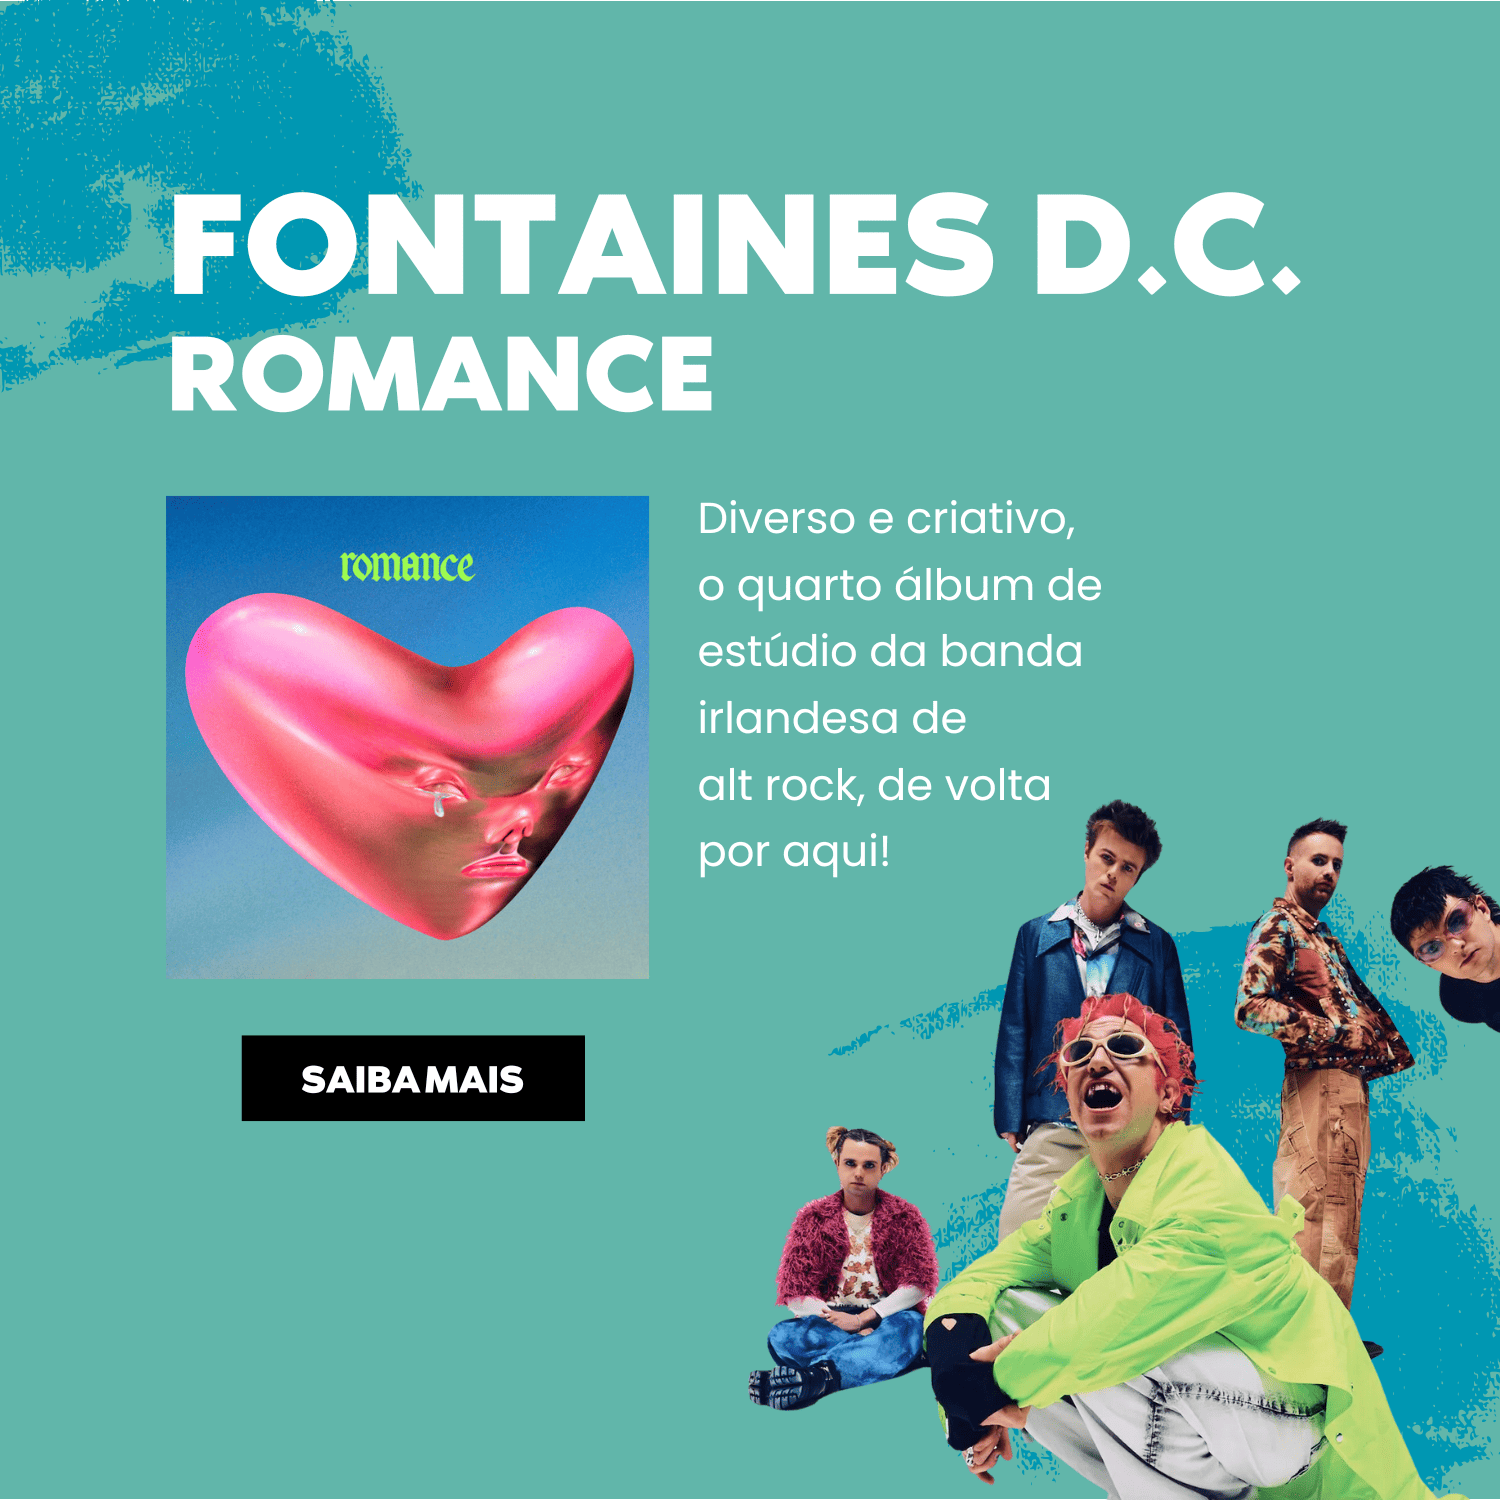 FONTAINES D.C.
ROMANCE
romance
Diverso e criativo,
o quarto álbum de
estúdio da banda
irlandesa de
alt rock, de volta
por aqui!
SAIBA MAIS